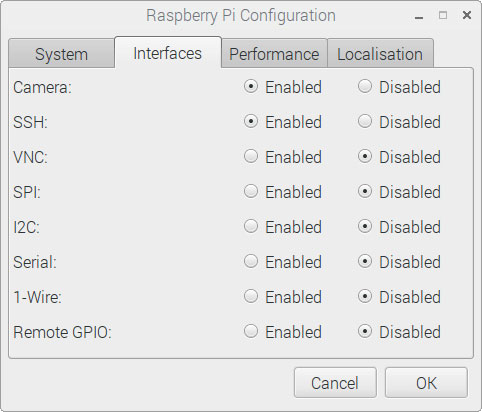 Raspberry Pi Configuration
System Interfaces Performance Localisation
Camera: Enabled Disabled
SSH: Enabled Disabled
VNC: Enabled Disabled
SPI: Enabled Disabled
I2C: Enabled Disabled
Serial: Enabled Disabled
1-Wire: Enabled Disabled
Remote GPIO: Enabled Disabled
Cancel OK